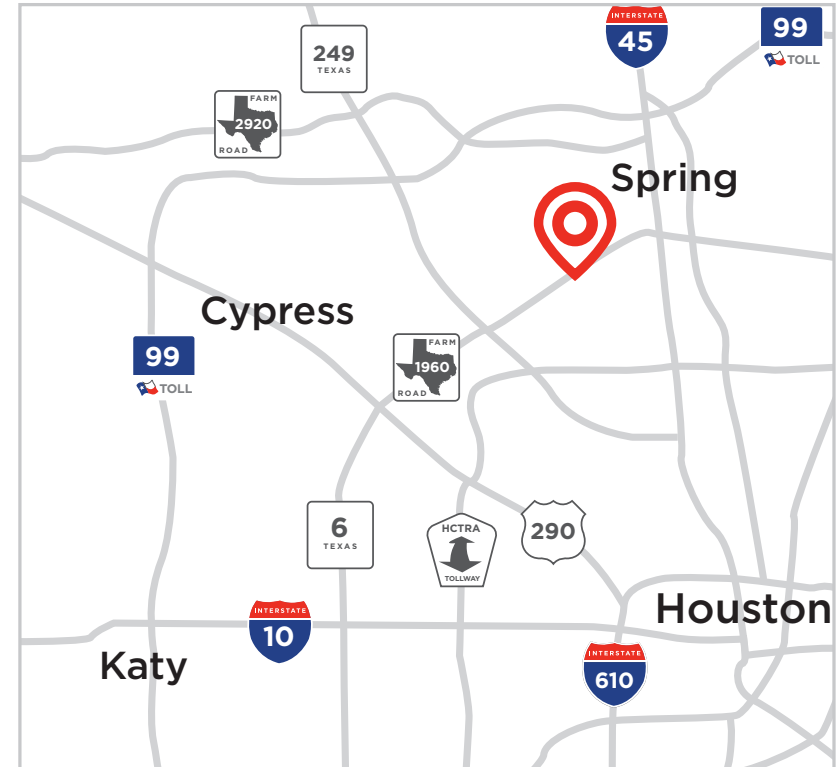 INTERSTATE
45
99
TOLL
249
TEXAS
FARM
2920
ROAD
Spring
Cypress
99
TOLL
FARM
1960
ROAD
6
TEXAS
HCTRA
TOLLWAY
290
INTERSTATE
10
Houston
Katy
INTERSTATE
610